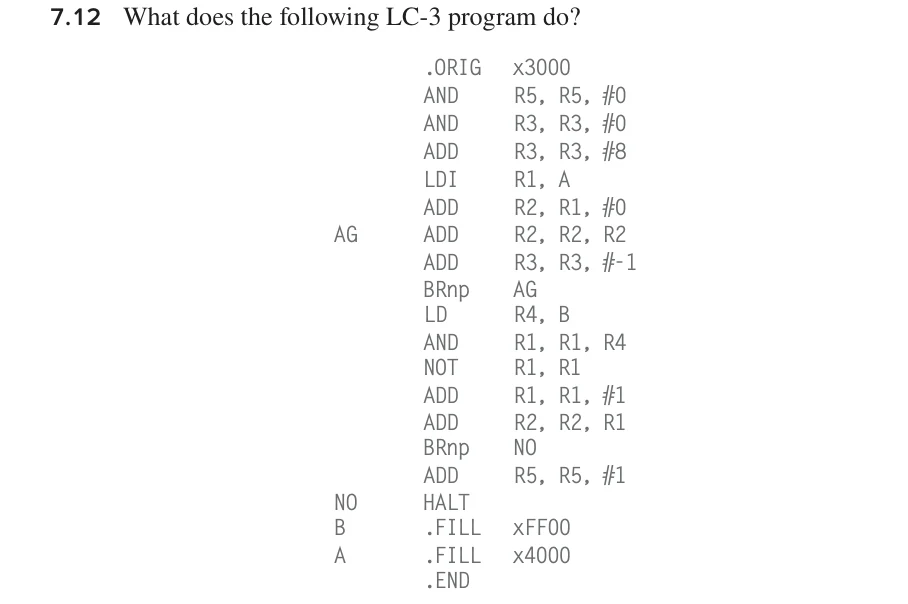 7.12 What does the following LC-3 program do?
.ORIG x3000
AND R5, R5, #0
AND R3, R3, #0
ADD R3, R3, #8
LDI R1, A
ADD R2, R1, #0
AG ADD R2, R2, R2
ADD R3, R3, #-1
BRnp AG
LD R4, B
AND R1, R1, R4
NOT R1, R1
ADD R1, R1, #1
ADD R2, R2, R1
BRnp NO
ADD R5, R5, #1
NO HALT
B .FILL xFF00
A .FILL x4000
.END